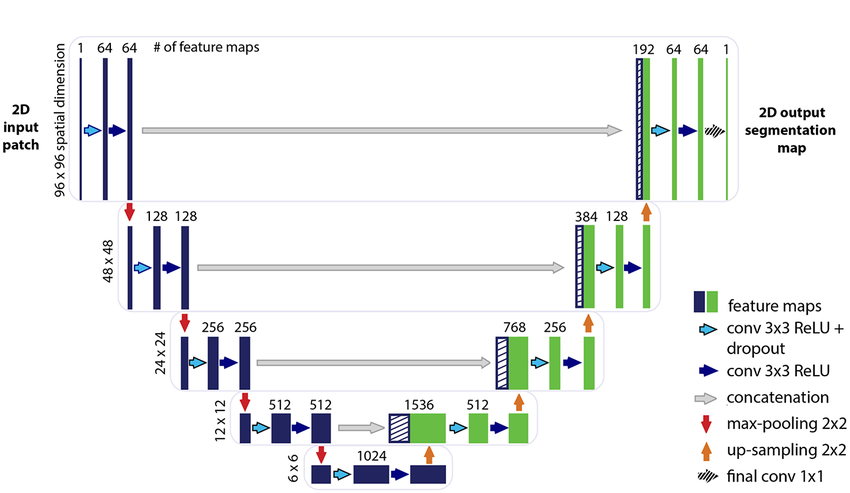 1 64 64 # of feature maps
192 64 64 1
96 x 96 spatial dimension
2D
input
patch
2D output
segmentation
map
128 128
384 128
48 x 48
256 256
768 256
24 x 24
512 512
1536 512
12 x 12
1024
6 x 6
feature maps
conv 3x3 ReLU +
dropout
conv 3x3 ReLU
concatenation
max-pooling 2x2
up-sampling 2x2
final conv 1x1